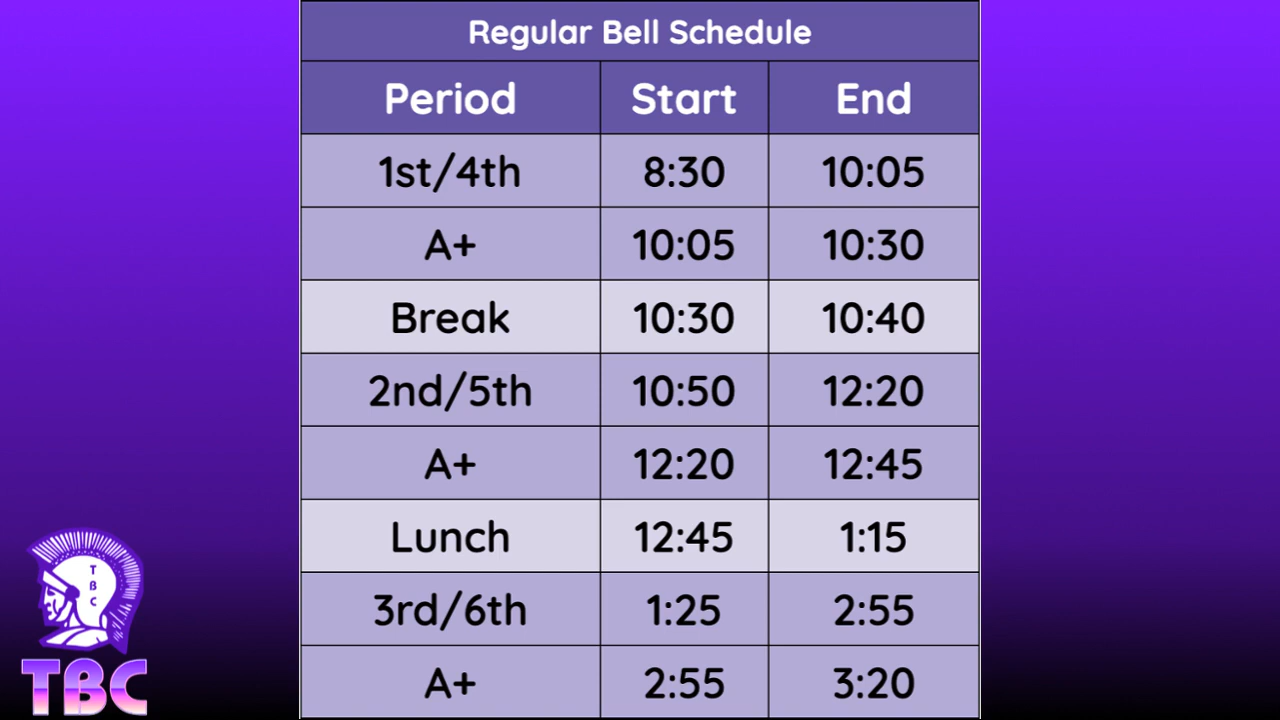 Regular Bell Schedule
Period Start End
1st/4th 8:30 10:05
A+ 10:05 10:30
Break 10:30 10:40
2nd/5th 10:50 12:20
A+ 12:20 12:45
Lunch 12:45 1:15
3rd/6th 1:25 2:55
A+ 2:55 3:20
T
B
C
TBC